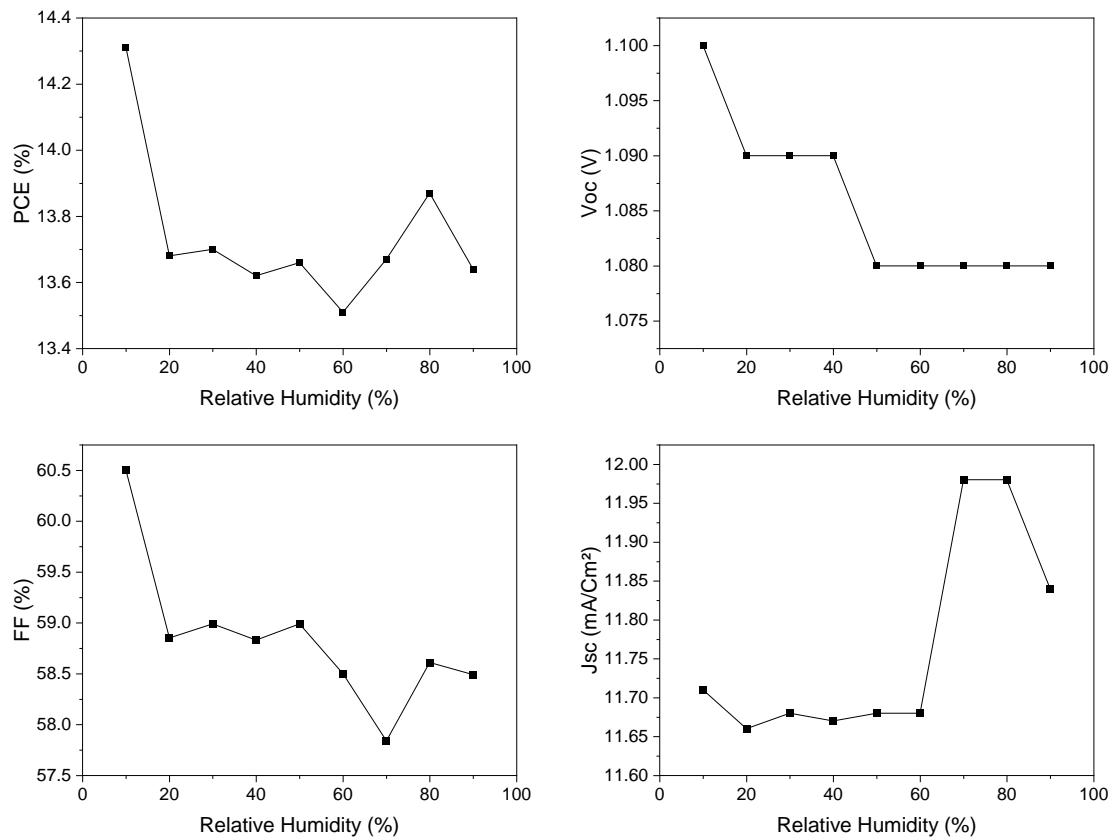 14.4
14.2
14.0
13.8
13.6
13.4
PCE (%)
0 20 40 60 80 100
Relative Humidity (%)
1.100
1.095
1.090
1.085
1.080
1.075
Voc (V)
0 20 40 60 80 100
Relative Humidity (%)
60.5
60.0
59.5
59.0
58.5
58.0
57.5
FF (%)
0 20 40 60 80 100
Relative Humidity (%)
12.00
11.95
11.90
11.85
11.80
11.75
11.70
11.65
11.60
Jsc (mA/Cm²)
0 20 40 60 80 100
Relative Humidity (%)